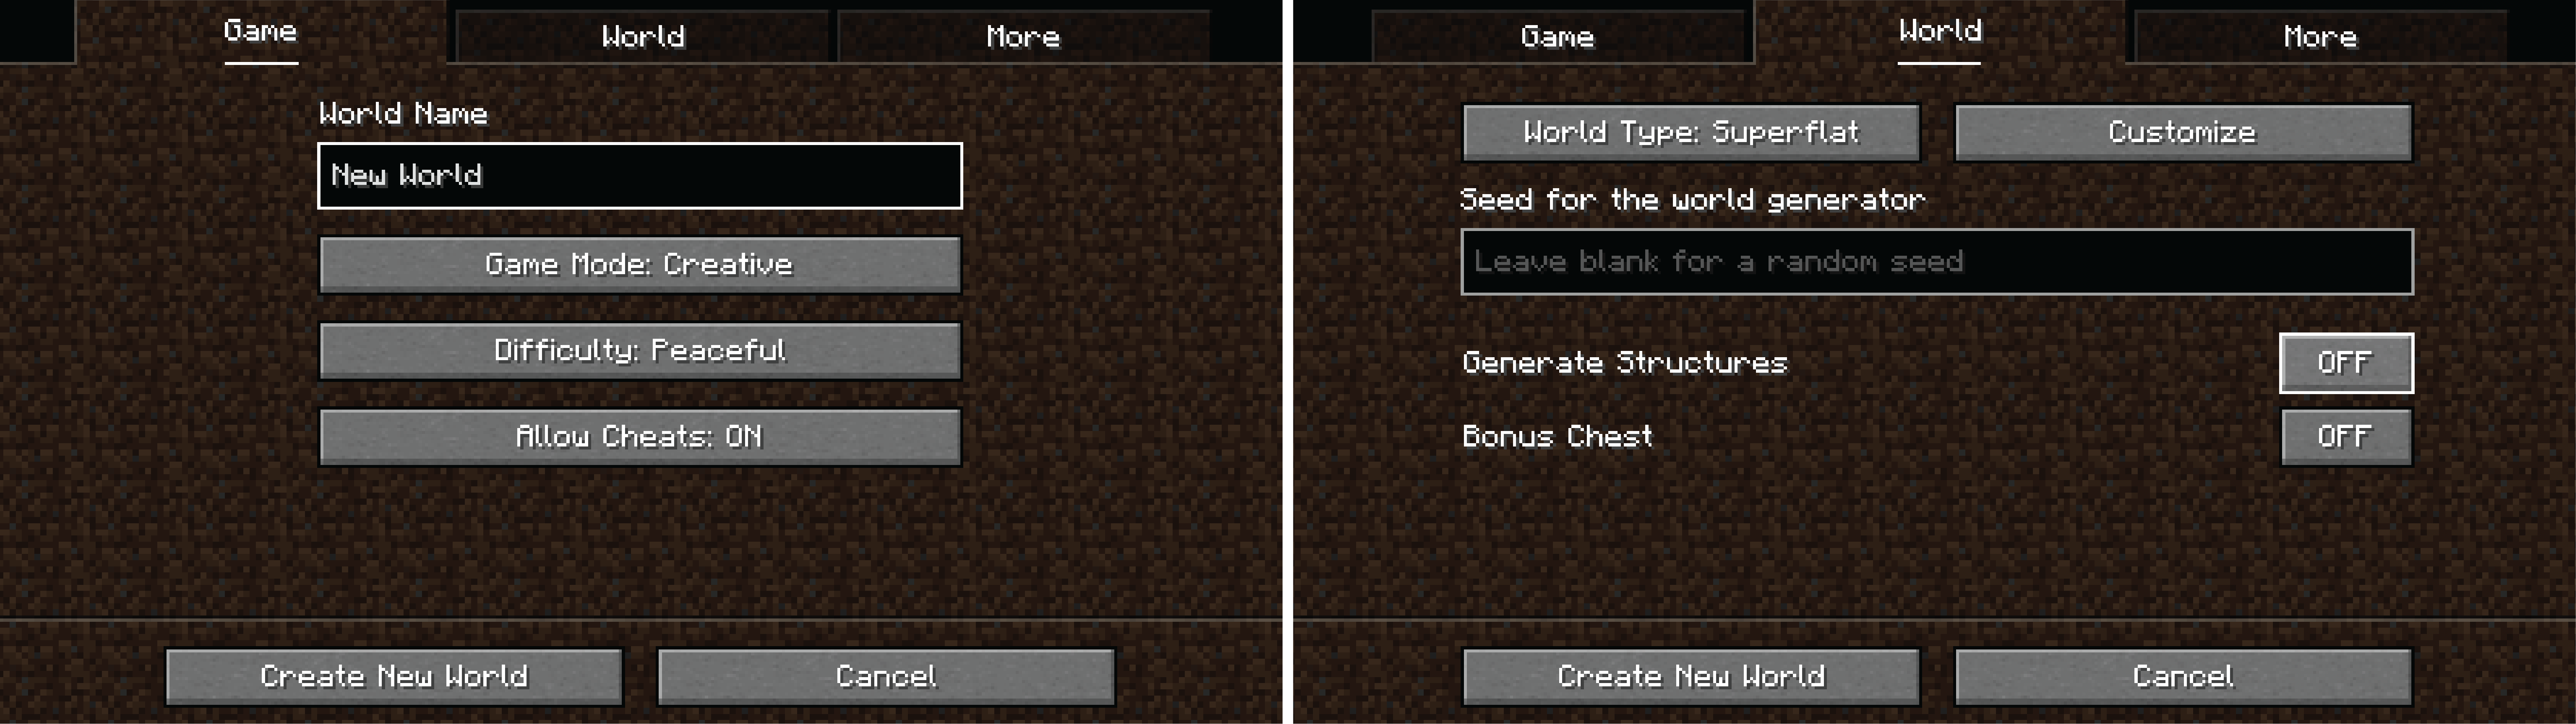 Game
World
More
World Name
New World
Game Mode: Creative
Difficulty: Peaceful
Allow Cheats: ON
Create New World
Cancel
Game
World
More
World Type: Superflat
Customize
Seed for the world generator
Leave blank for a random seed
Generate Structures
OFF
Bonus Chest
OFF
Create New World
Cancel